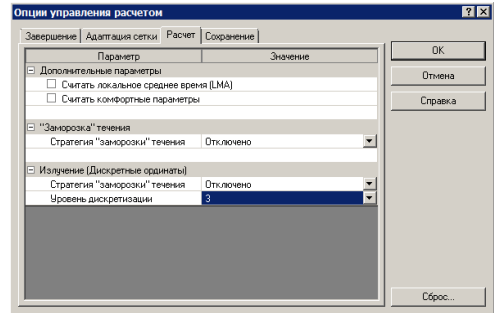 Опции управления расчетом
Завершение Адаптация сетки Расчет Сохранение
Параметр Значение
Дополнительные параметры
Считать локальное среднее время (LMA)
Считать комфортные параметры
"Заморозка" течения
Стратегия "заморозки" течения Отключено
Излучение (Дискретные ординаты)
Стратегия "заморозки" течения Отключено
Уровень дискретизации 3
OK
Отмена
Справка
Сброс...